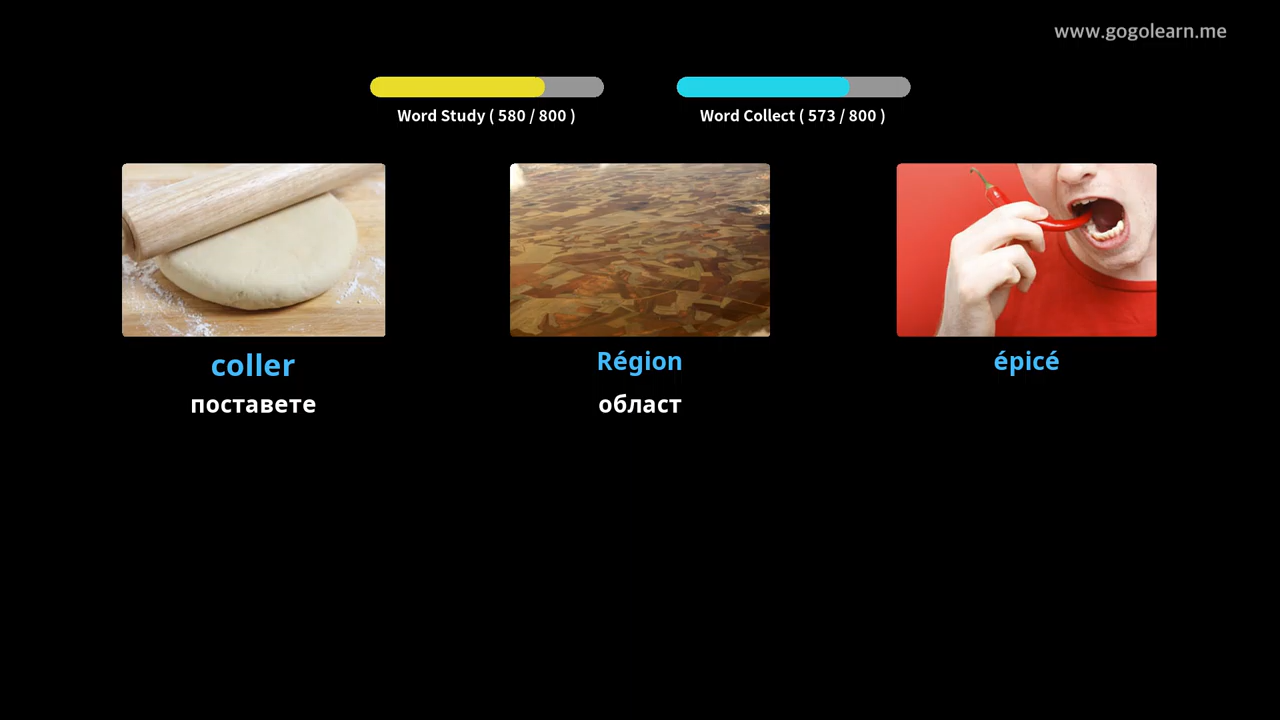 www.gogolearn.me
Word Study ( 580 / 800 )
Word Collect ( 573 / 800 )
coller
Région
épicé
поставете
област